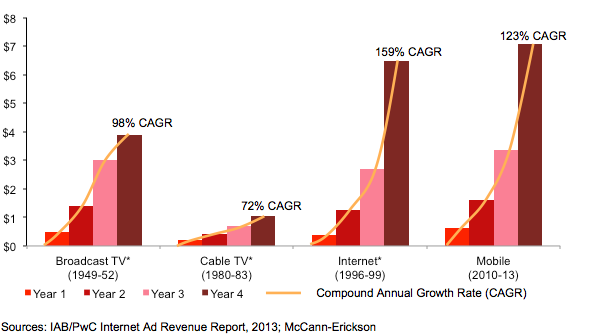 $8
$7
$6
$5
$4
$3
$2
$1
$0
98% CAGR
72% CAGR
159% CAGR
123% CAGR
Broadcast TV*
(1949-52)
Cable TV*
(1980-83)
Internet*
(1996-99)
Mobile
(2010-13)
Year 1 Year 2 Year 3 Year 4 Compound Annual Growth Rate (CAGR)
Sources: IAB/PwC Internet Ad Revenue Report, 2013; McCann-Erickson